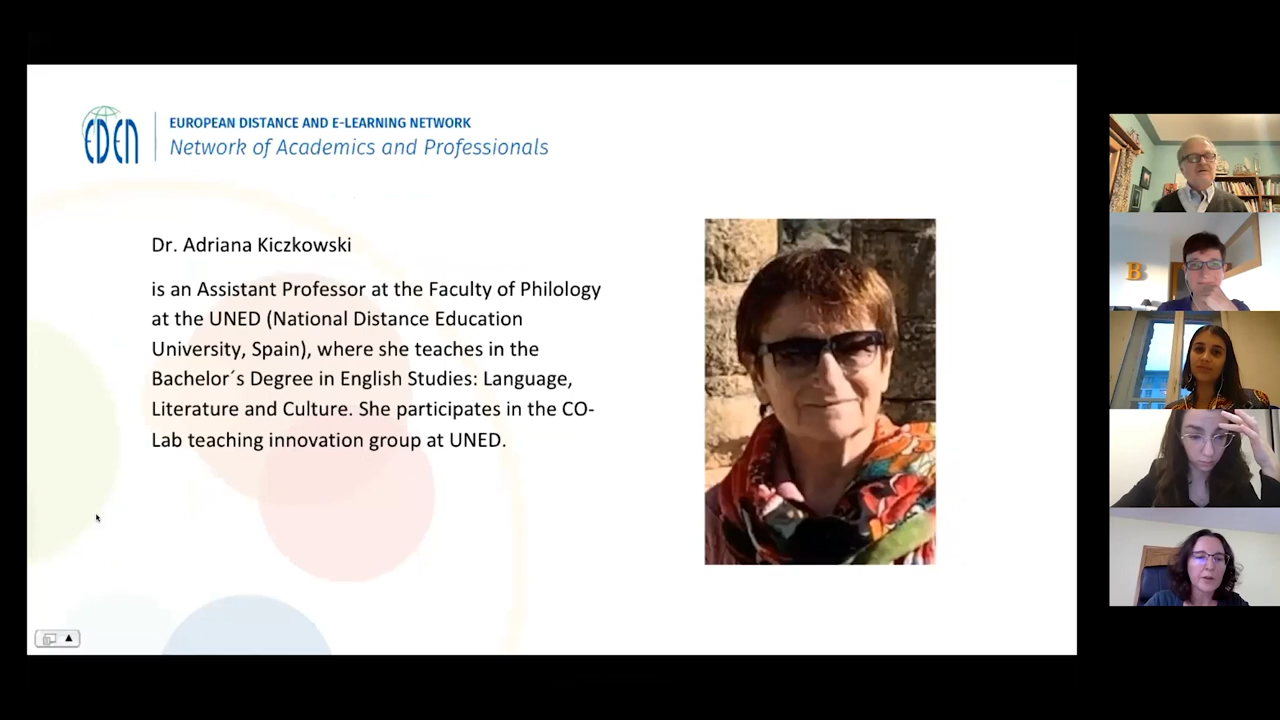 EDEN
EUROPEAN DISTANCE AND E-LEARNING NETWORK
Network of Academics and Professionals
Dr. Adriana Kiczkowski
is an Assistant Professor at the Faculty of Philology
at the UNED (National Distance Education
University, Spain), where she teaches in the
Bachelor´s Degree in English Studies: Language,
Literature and Culture. She participates in the CO-
Lab teaching innovation group at UNED.
B